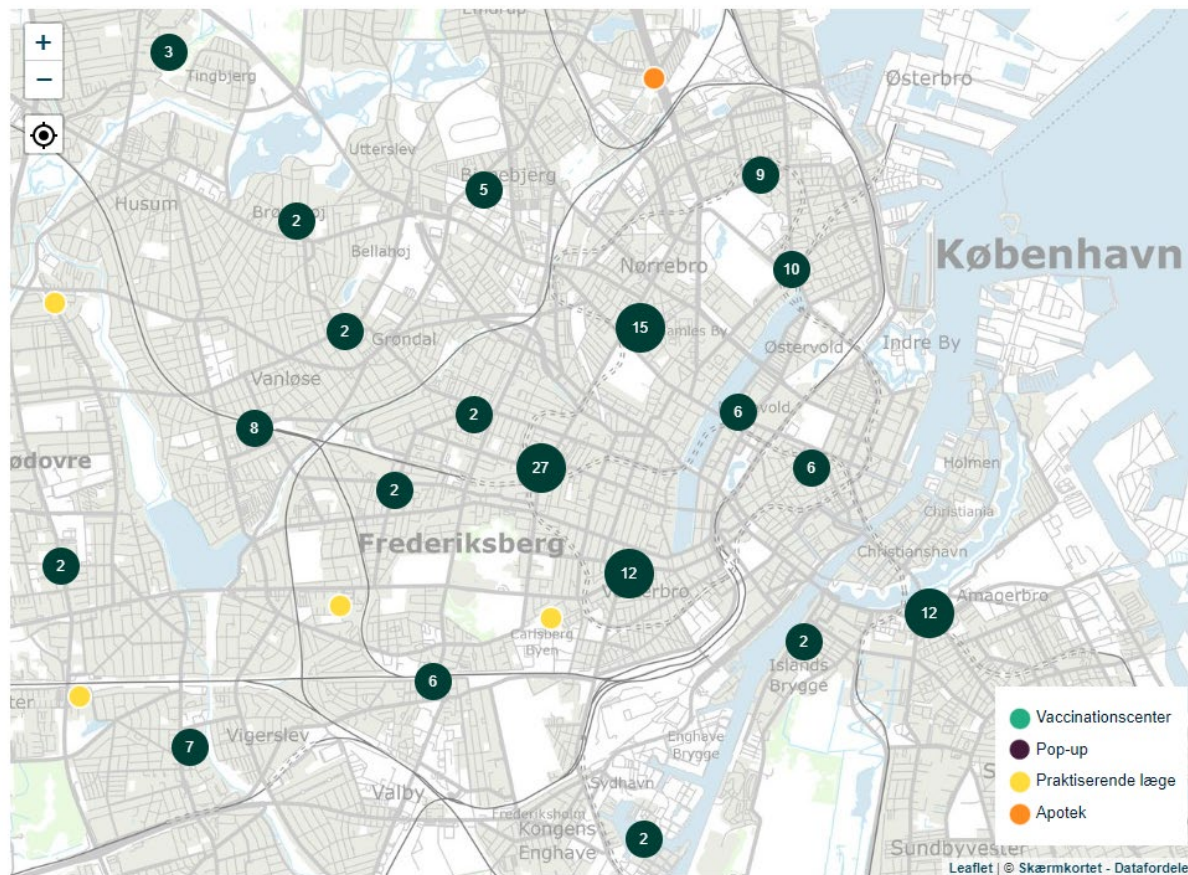 +
−
3
Tingbjerg
Østerbro
Utterslev
5
9
Husum
2
Bellahøj
Nørrebro
10
København
15
2
Grøndal
Østervold
Indre By
Vanløse
2
6
8
27
6
Holmen
2
Christiania
Frederiksberg
Christianshavn
2
12
Amagerbro
12
Carlsberg
Byen
2
Islands
Brygge
6
7
Vigerslev
Enghave
Brygge
Valby
Sydhavn
Frederiksholm
Kongens
Enghave
2
Sundbyvester
Vaccinationscenter
Pop-up
Praktiserende læge
Apotek
Leaflet | © Skærmkortet - Datafordele